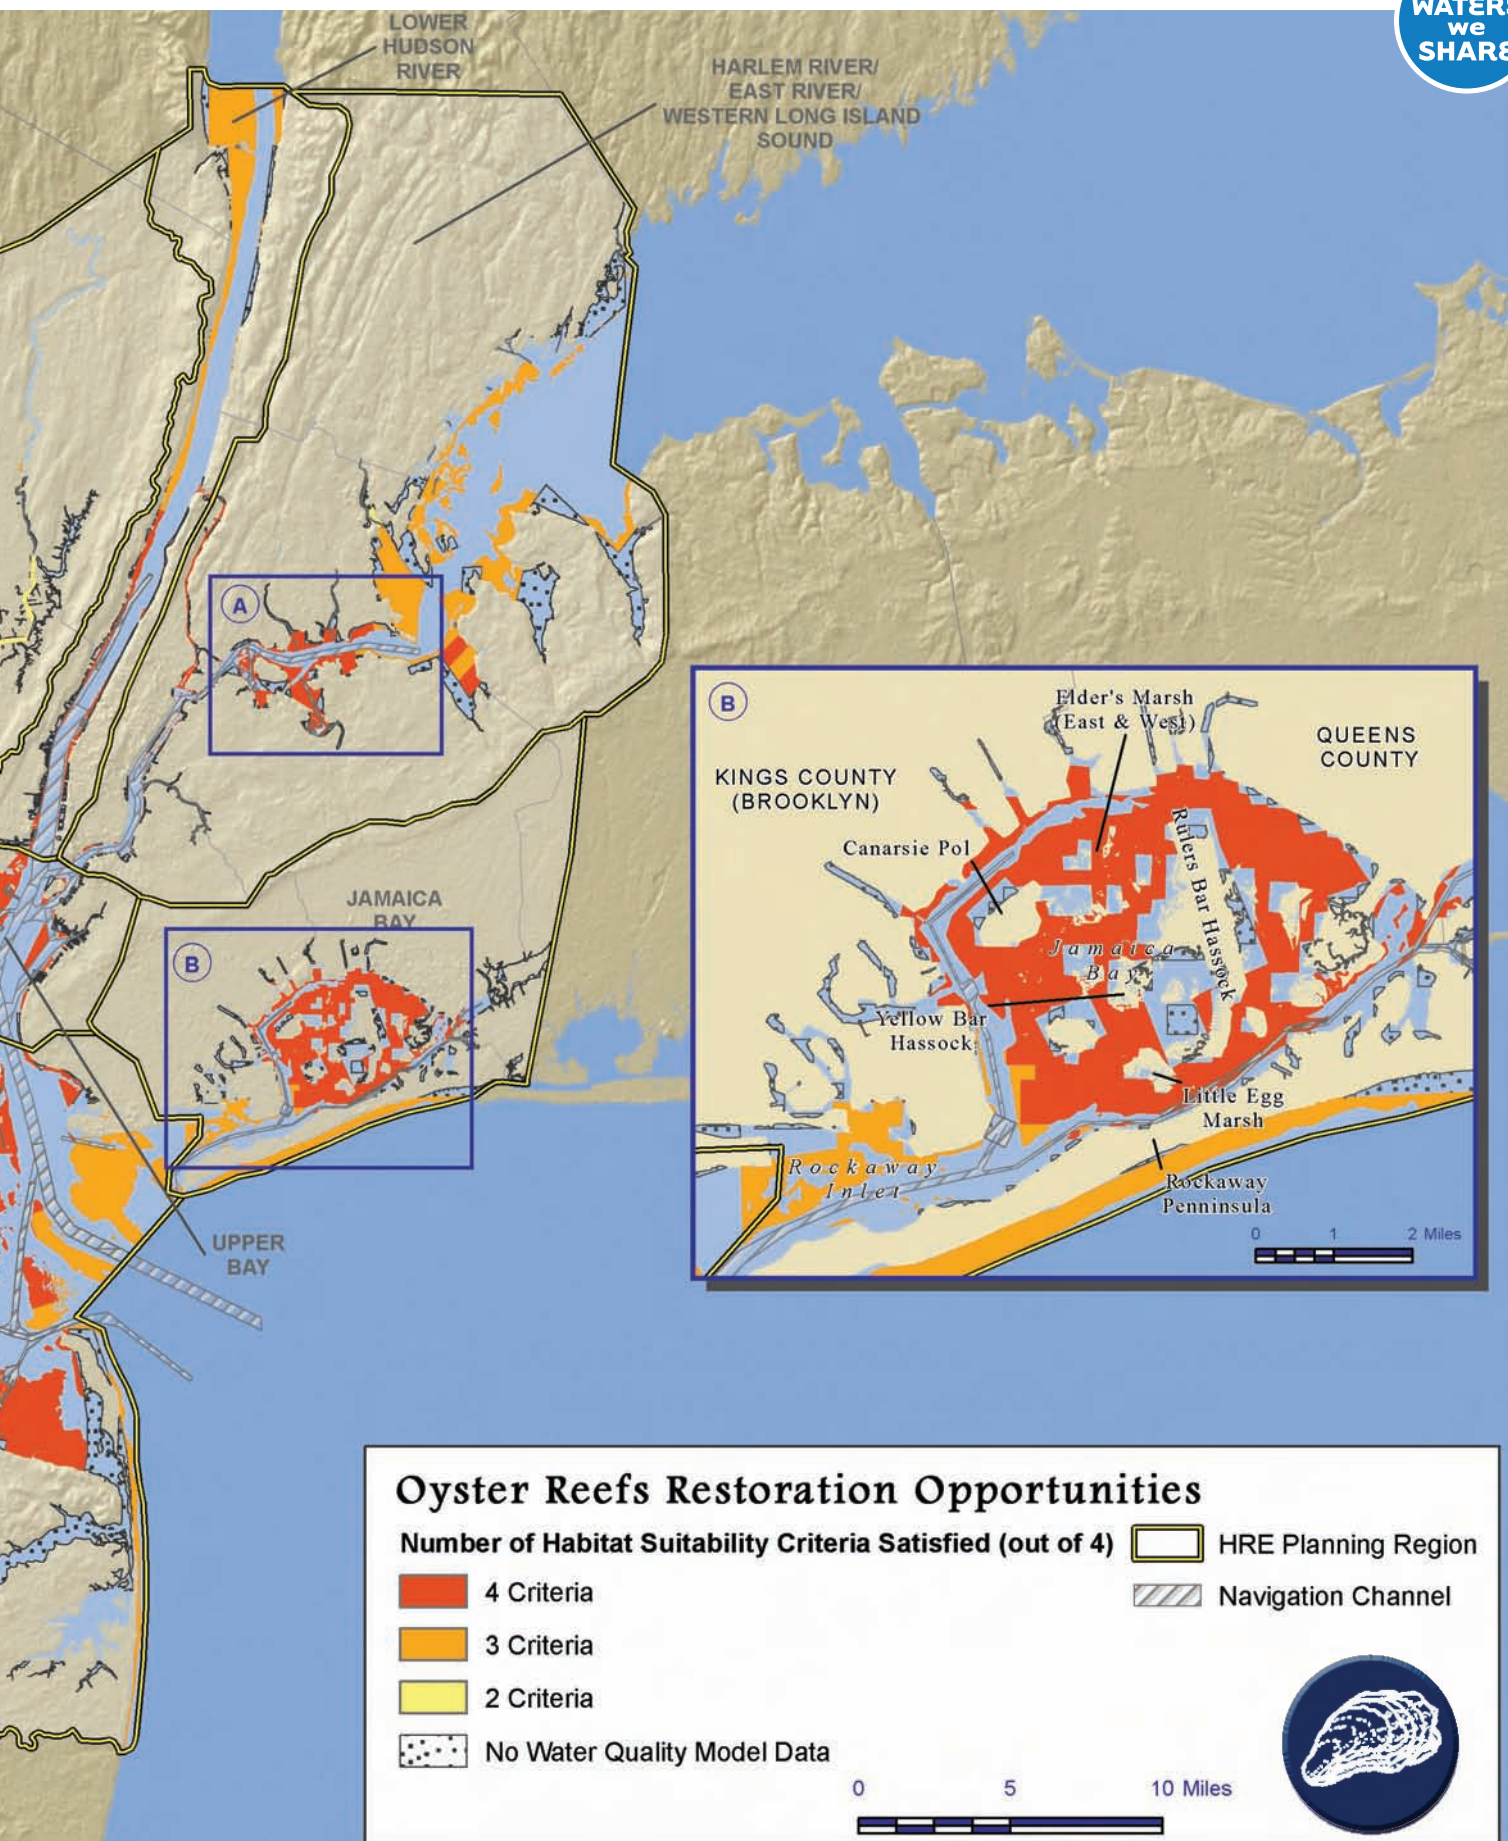 WATERS
we
SHARE
LOWER
HUDSON
RIVER
HARLEM RIVER/
EAST RIVER/
WESTERN LONG ISLAND
SOUND
A
JAMAICA
BAY
B
UPPER
BAY
B
Elder's Marsh
(East & West)
QUEENS
COUNTY
KINGS COUNTY
(BROOKLYN)
Canarsie Pol
Rulers Bar Hassock
Jamaica
Bay
Yellow Bar
Hassock
Little Egg
Marsh
Rockaway
Inlet
Rockaway
Penninsula
0 1 2 Miles
Oyster Reefs Restoration Opportunities
Number of Habitat Suitability Criteria Satisfied (out of 4)
HRE Planning Region
4 Criteria
Navigation Channel
3 Criteria
2 Criteria
No Water Quality Model Data
0 5 10 Miles